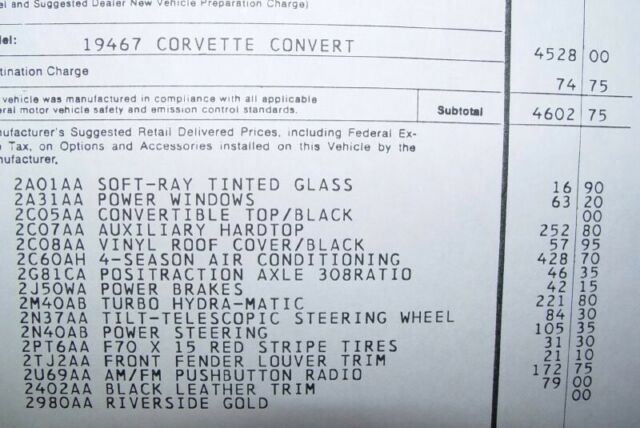 el and Suggested Dealer New Vehicle Preparation Charge)
el: 19467 CORVETTE CONVERT 4528 00
tination Charge 74 75
vehicle was manufactured in compliance with all applicable
eral motor vehicle safety and emission control standards. Subtotal 4602 75
nufacturer's Suggested Retail Delivered Prices, including Federal Ex-
Tax, on Options and Accessories installed on this Vehicle by the
nufacturer.
2A01AA SOFT-RAY TINTED GLASS 16 90
2A31AA POWER WINDOWS 63 20
2C05AA CONVERTIBLE TOP/BLACK 00
2C07AA AUXILIARY HARDTOP 252 80
2C08AA VINYL ROOF COVER/BLACK 57 95
2C60AH 4-SEASON AIR CONDITIONING 428 70
2G81CA POSITRACTION AXLE 308RATIO 46 35
2J50WA POWER BRAKES 42 15
2M40AB TURBO HYDRA-MATIC 221 80
2N37AA TILT-TELESCOPIC STEERING WHEEL 84 30
2N40AB POWER STEERING 105 35
2PT6AA F70 X 15 RED STRIPE TIRES 31 30
2TJ2AA FRONT FENDER LOUVER TRIM 21 10
2U69AA AM/FM PUSHBUTTON RADIO 172 75
2402AA BLACK LEATHER TRIM 79 00
2980AA RIVERSIDE GOLD 00